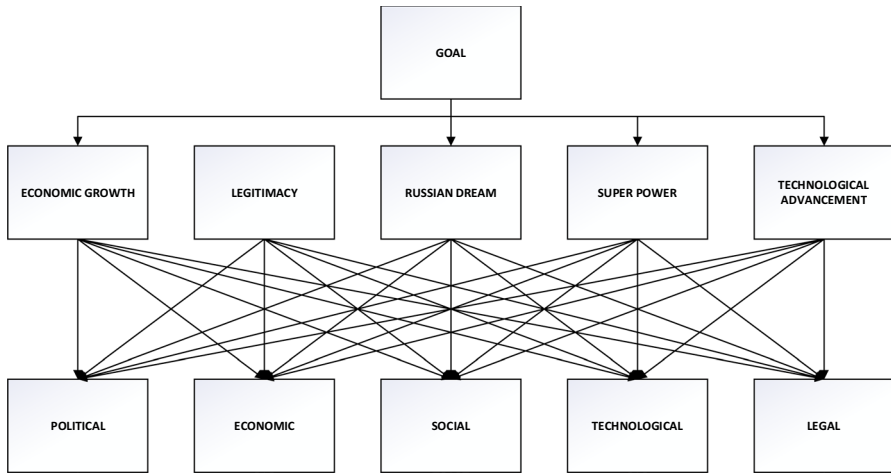 GOAL
ECONOMIC GROWTH
LEGITIMACY
RUSSIAN DREAM
SUPER POWER
TECHNOLOGICAL
ADVANCEMENT
POLITICAL
ECONOMIC
SOCIAL
TECHNOLOGICAL
LEGAL